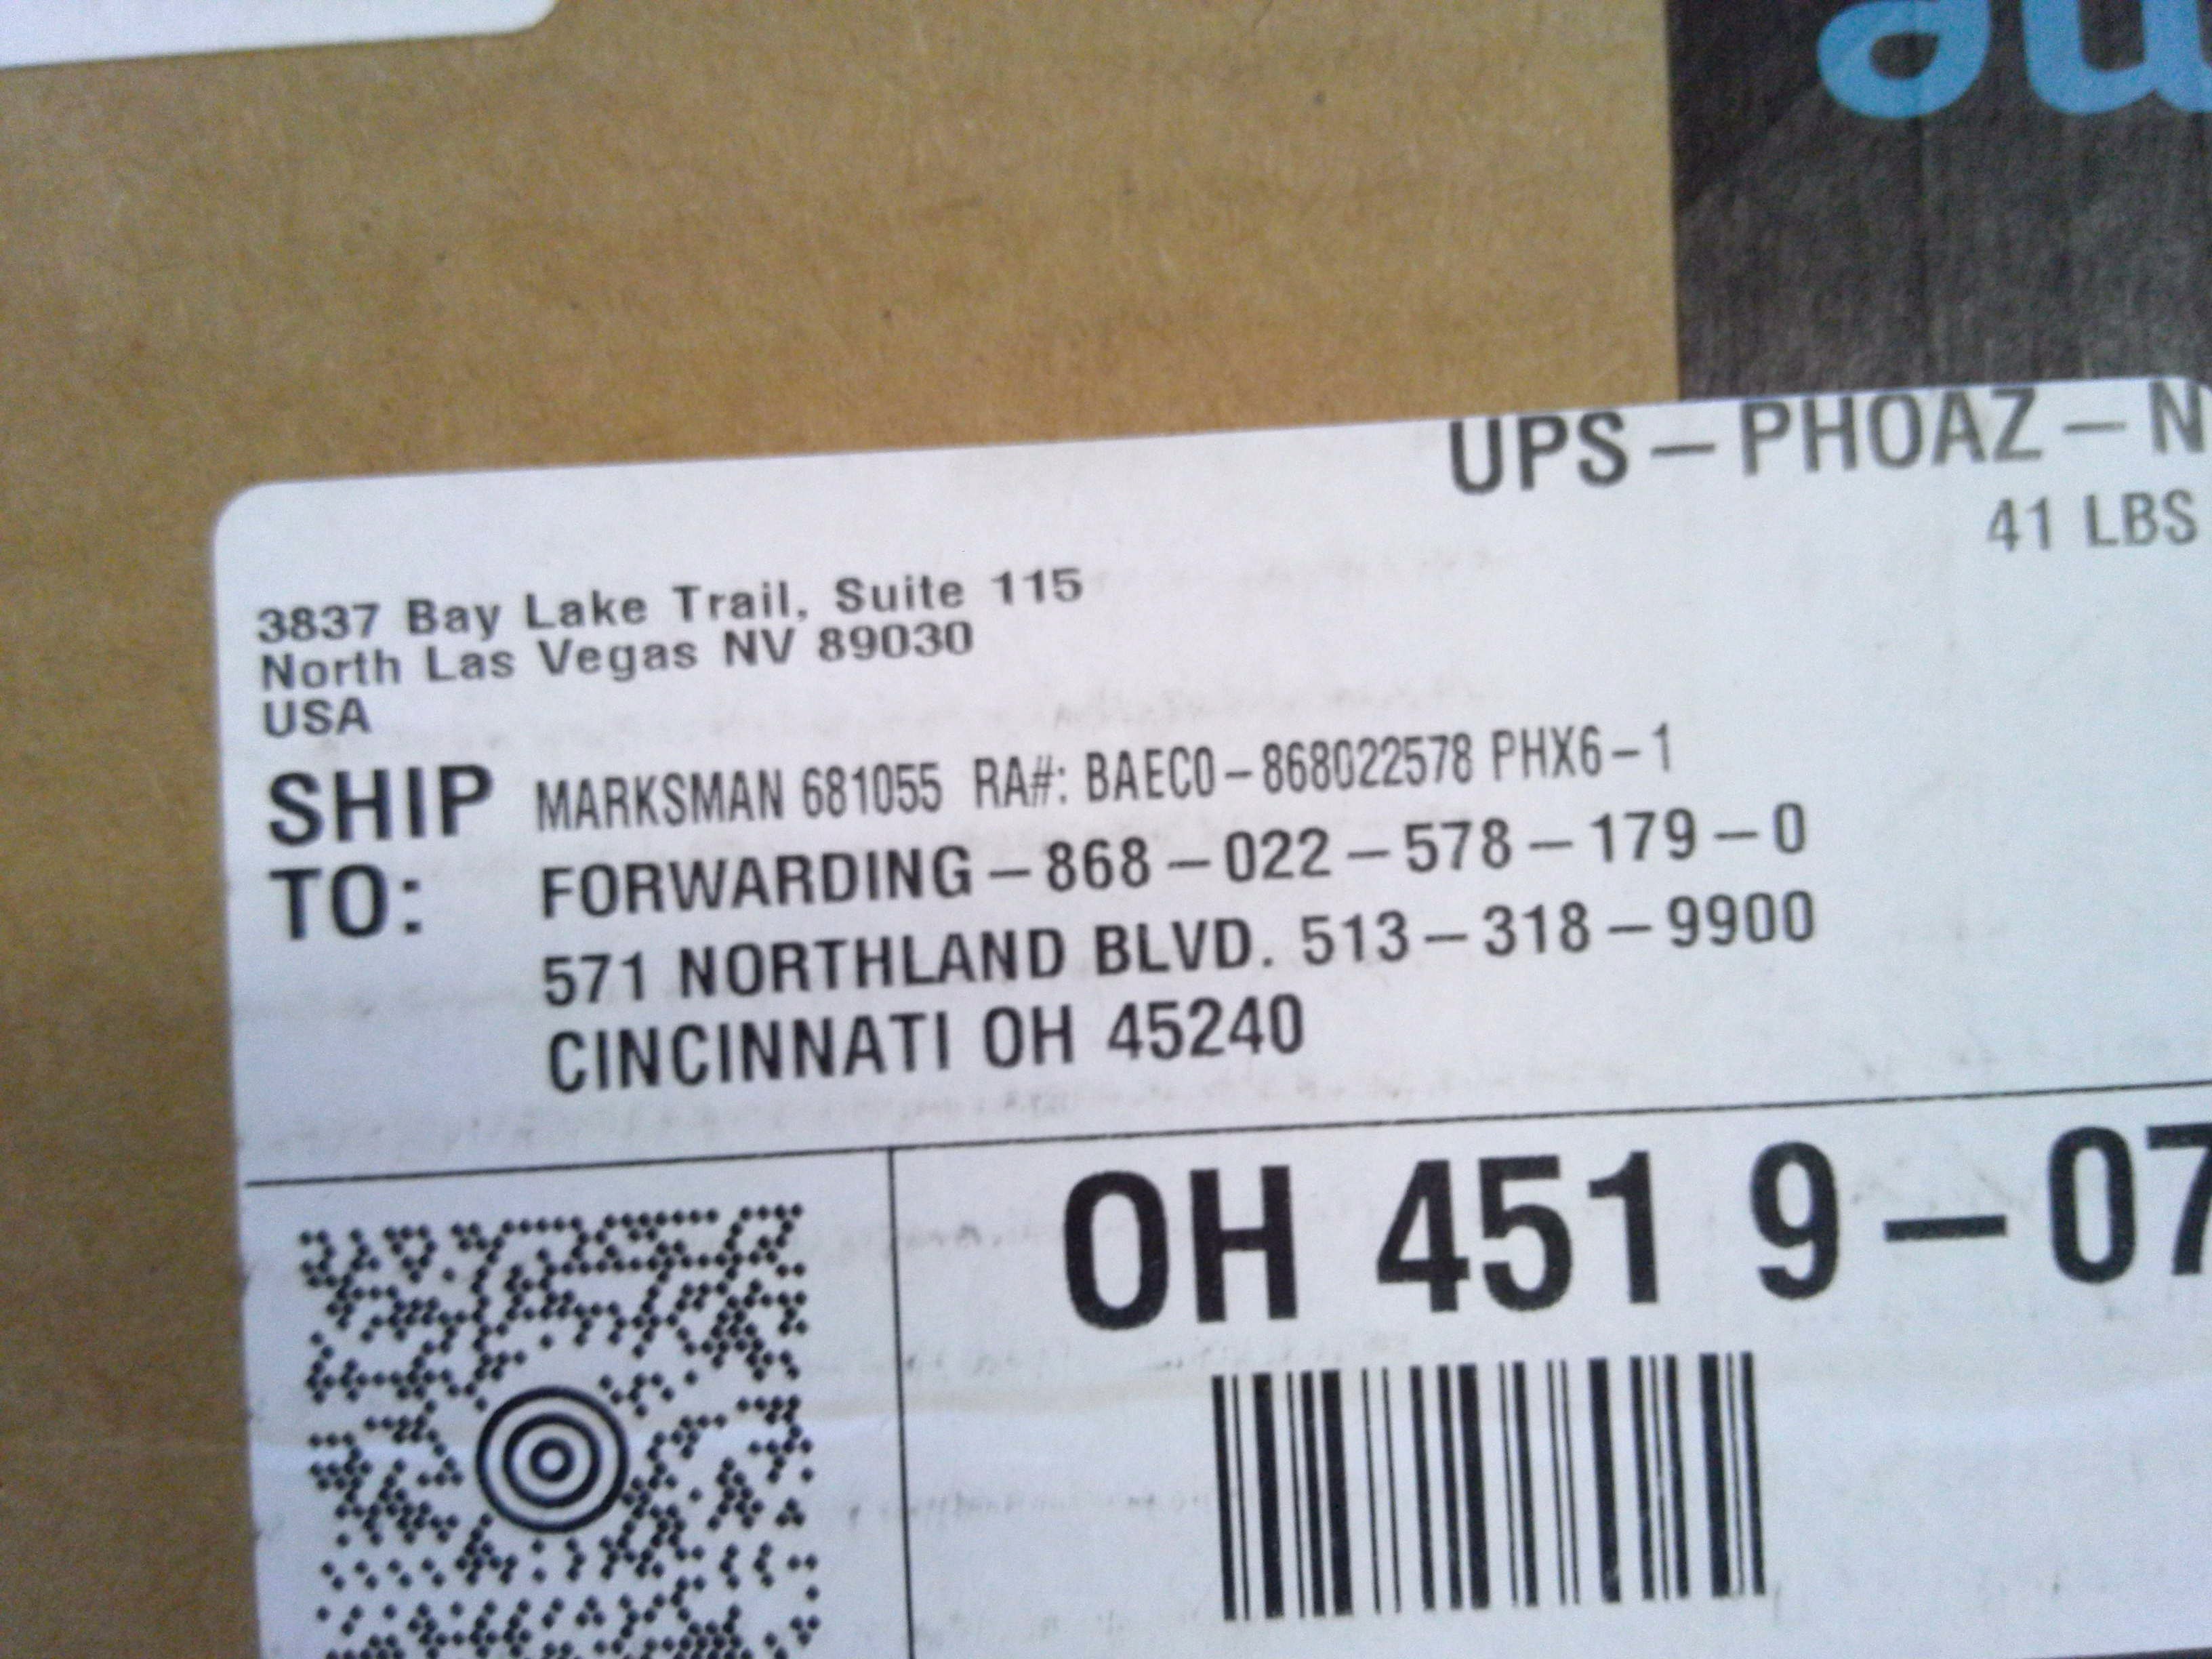 UPS-PHOAZ-N
41 LBS
3837 Bay Lake Trail, Suite 115
North Las Vegas NV 89030
USA
SHIP TO:
MARKSMAN 681055 RA#: BAEC0-868022578 PHX6-1
FORWARDING-868-022-578-179-0
571 NORTHLAND BLVD. 513-318-9900
CINCINNATI OH 45240
OH 451 9-07